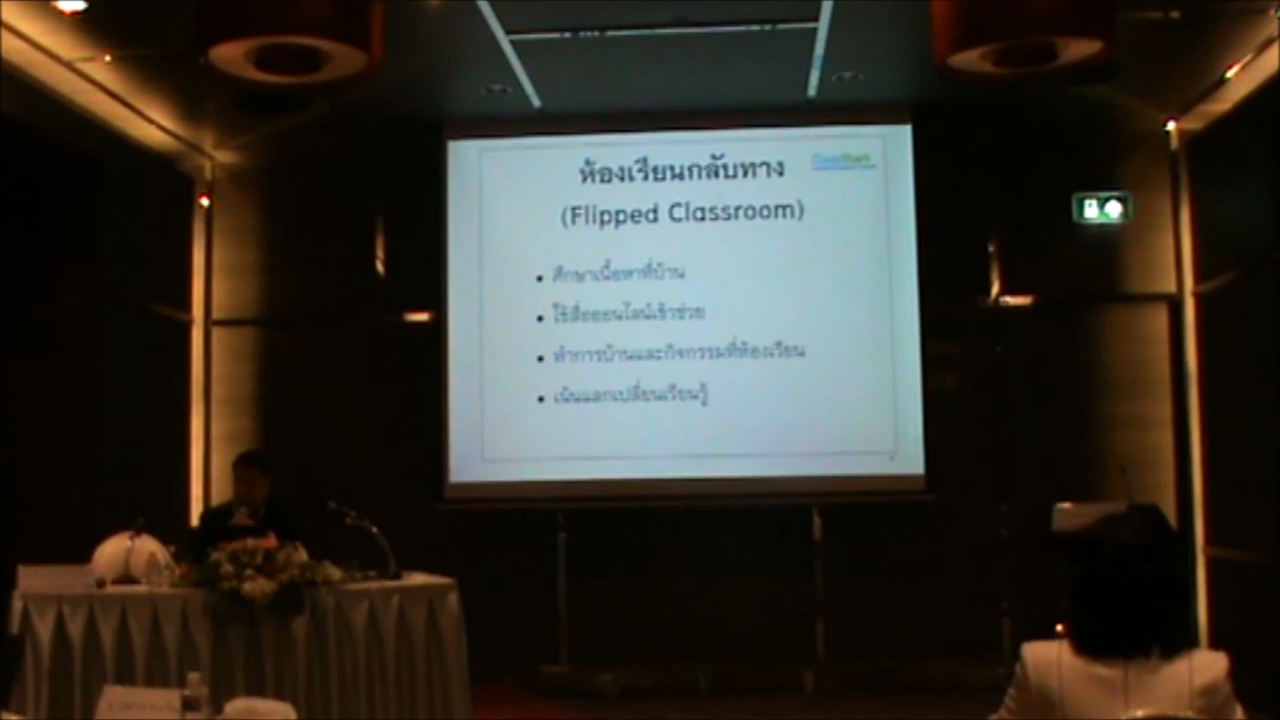 ห้องเรียนกลับทาง
(Flipped Classroom)
• ศึกษาเนื้อหาที่บ้าน
• ใช้สื่อออนไลน์เข้าช่วย
• ทำการบ้านและกิจกรรมที่ห้องเรียน
• เน้นแลกเปลี่ยนเรียนรู้